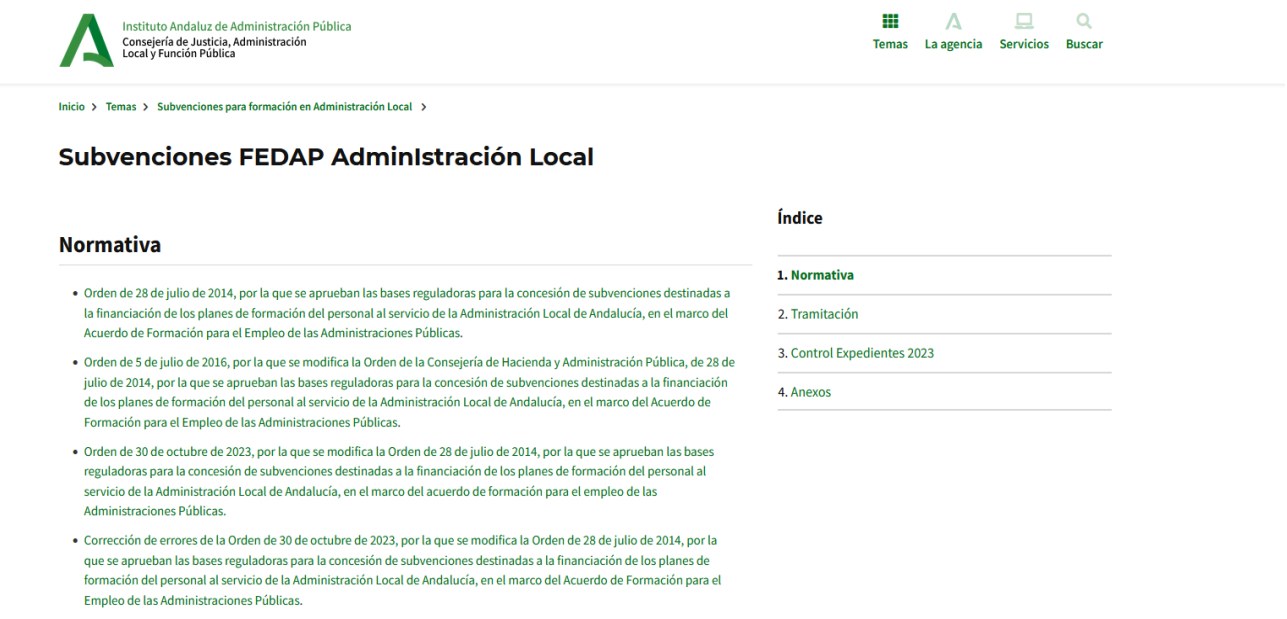 Instituto Andaluz de Administración Pública
Consejería de Justicia, Administración
Local y Función Pública
Temas
La agencia
Servicios
Buscar
Inicio > Temas > Subvenciones para formación en Administración Local >
Subvenciones FEDAP AdminIstración Local
Normativa
• Orden de 28 de julio de 2014, por la que se aprueban las bases reguladoras para la concesión de subvenciones destinadas a
la financiación de los planes de formación del personal al servicio de la Administración Local de Andalucía, en el marco del
Acuerdo de Formación para el Empleo de las Administraciones Públicas.
• Orden de 5 de julio de 2016, por la que se modifica la Orden de la Consejería de Hacienda y Administración Pública, de 28 de
julio de 2014, por la que se aprueban las bases reguladoras para la concesión de subvenciones destinadas a la financiación
de los planes de formación del personal al servicio de la Administración Local de Andalucía, en el marco del Acuerdo de
Formación para el Empleo de las Administraciones Públicas.
• Orden de 30 de octubre de 2023, por la que se modifica la Orden de 28 de julio de 2014, por la que se aprueban las bases
reguladoras para la concesión de subvenciones destinadas a la financiación de los planes de formación del personal al
servicio de la Administración Local de Andalucía, en el marco del acuerdo de formación para el empleo de las
Administraciones Públicas.
• Corrección de errores de la Orden de 30 de octubre de 2023, por la que se modifica la Orden de 28 de julio de 2014, por la
que se aprueban las bases reguladoras para la concesión de subvenciones destinadas a la financiación de los planes de
formación del personal al servicio de la Administración Local de Andalucía, en el marco del Acuerdo de Formación para el
Empleo de las Administraciones Públicas.
Índice
1. Normativa
2. Tramitación
3. Control Expedientes 2023
4. Anexos